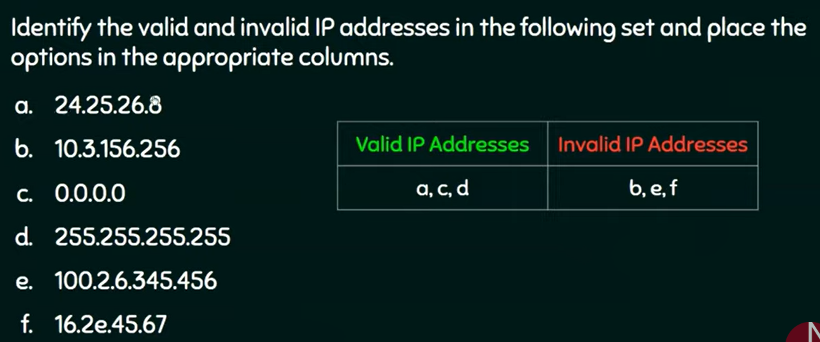 Identify the valid and invalid IP addresses in the following set and place the
options in the appropriate columns.
a. 24.25.26.8
b. 10.3.156.256
c. 0.0.0.0
d. 255.255.255.255
e. 100.2.6.345.456
f. 16.2e.45.67
Valid IP Addresses Invalid IP Addresses
a, c, d b, e, f